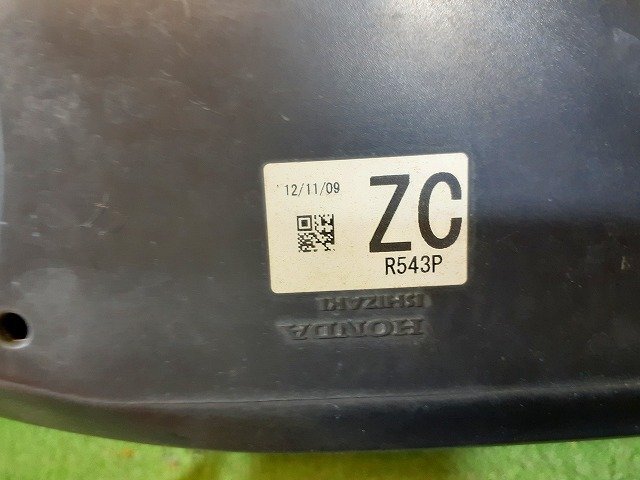 '12/11/09
ZC
R543P
ISHIZAKI
HONDA